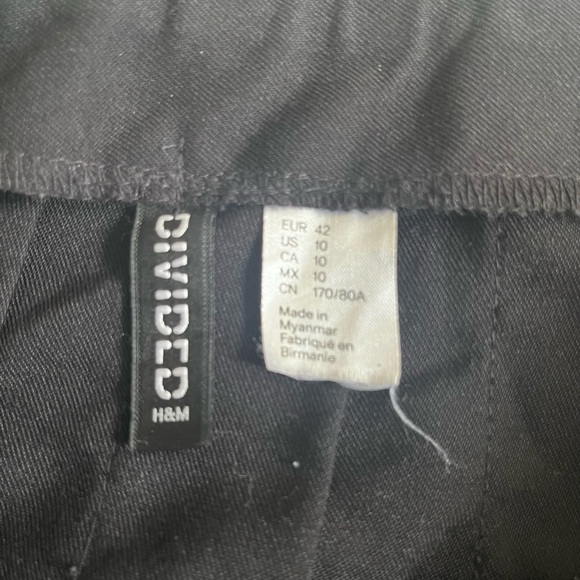 DIVIDED
H&M
EUR 42
US 10
CA 10
MX 10
CN 170/80A
Made in
Myanmar
Fabriqué en
Birmanie